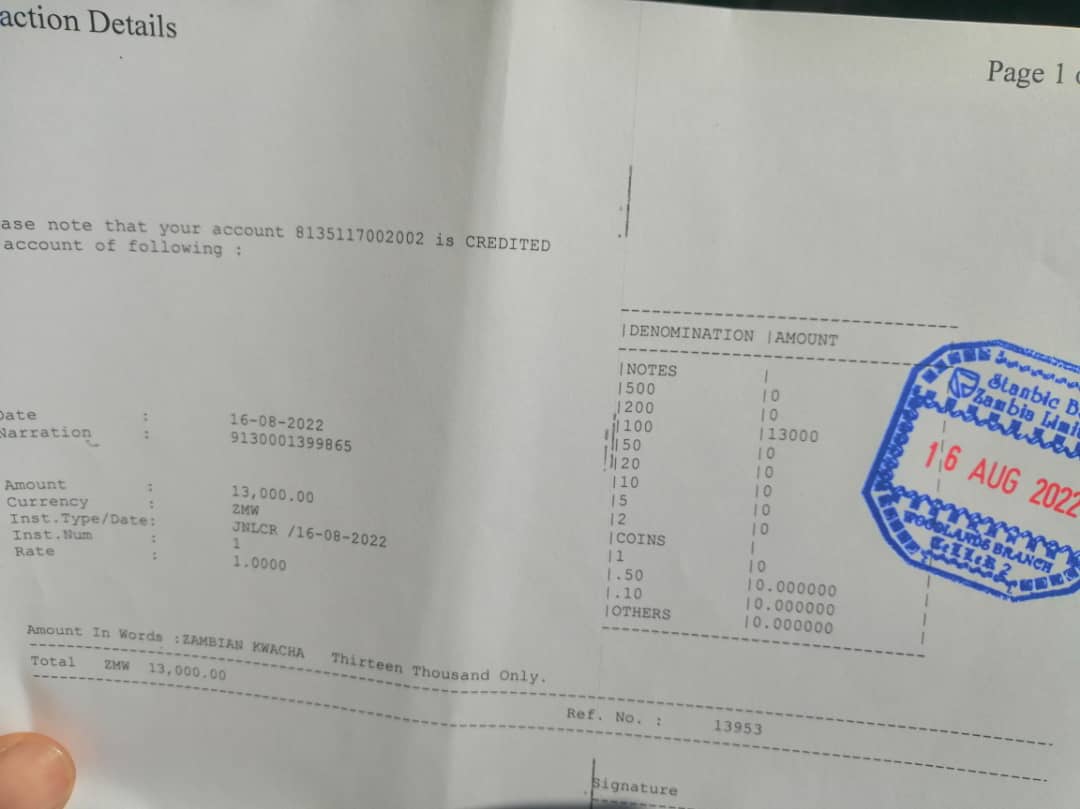 action Details
Page 1
ase note that your account 8135117002002 is CREDITED
account of following :
|DENOMINATION |AMOUNT
|NOTES |
|500 |0
|200 |0
|100 |13000
|50 |0
|20 |0
|10 |0
|5 |0
|2 |0
|COINS |
|1 |0
|.50 |0.000000
|.10 |0.000000
|OTHERS |0.000000
Date : 16-08-2022
Narration : 9130001399865
Amount : 13,000.00
Currency : ZMW
Inst.Type/Date: JNLCR /16-08-2022
Inst.Num : 1
Rate : 1.0000
Stanbic B
Zambia Limi
16 AUG 2022
WOODLANDS BRANCH
TELLER 2
Amount In Words :ZAMBIAN KWACHA Thirteen Thousand Only.
Total ZMW 13,000.00
Ref. No. : 13953
Signature